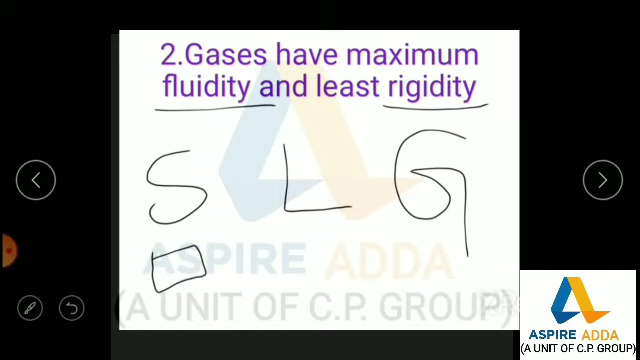 2.Gases have maximum
fluidity and least rigidity
S L G
ASPIRE ADDA
(A UNIT OF C.P. GROUP)
ASPIRE ADDA
(A UNIT OF C.P. GROUP)